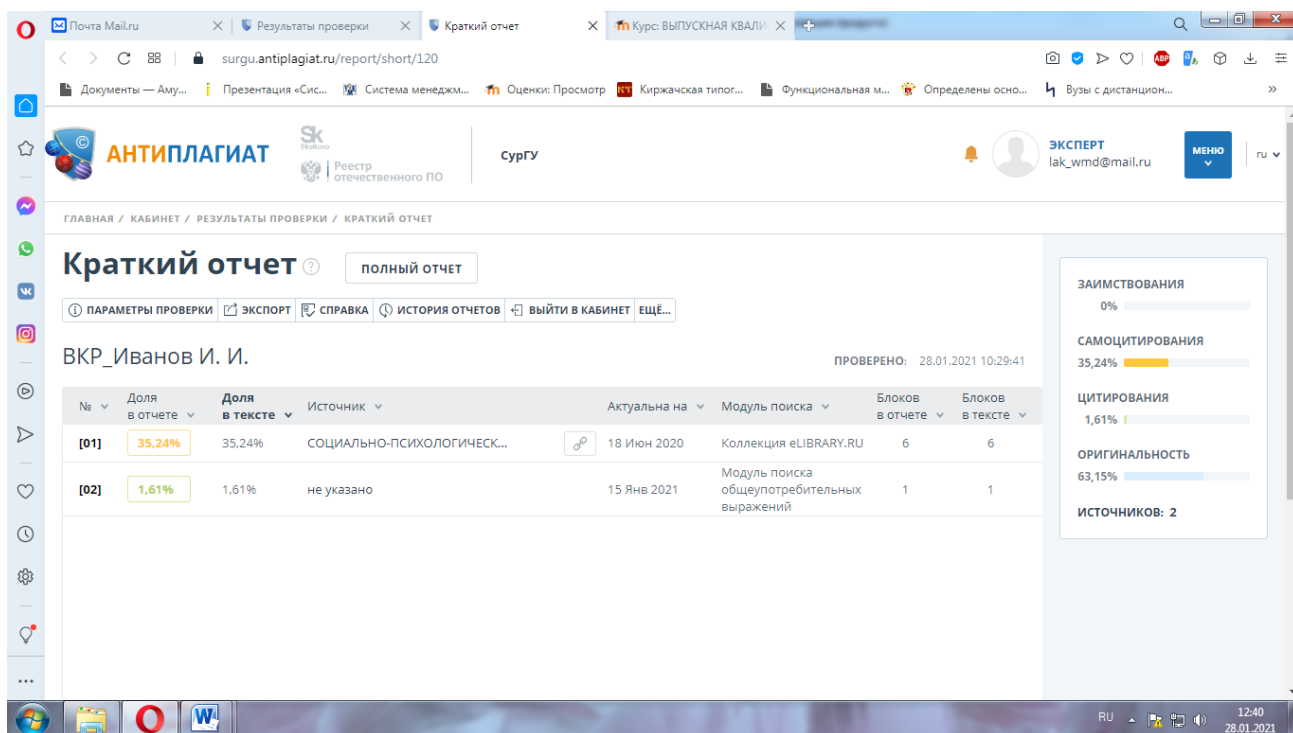 Почта Mail.ru
Результаты проверки
Краткий отчет
Курс: ВЫПУСКНАЯ КВАЛИ
surgu.antiplagiat.ru/report/short/120
ABP
Документы — Аму...
Презентация «Сис...
Система менеджм...
Оценки: Просмотр
КТ Киржачская типог...
Функциональная м...
Определены осно...
Вузы с дистанцион...
»
АНТИПЛАГИАТ
Sk
Skolkovo
Реестр
отечественного ПО
СурГУ
ЭКСПЕРТ
lak_wmd@mail.ru
МЕНЮ
ru
ГЛАВНАЯ / КАБИНЕТ / РЕЗУЛЬТАТЫ ПРОВЕРКИ / КРАТКИЙ ОТЧЕТ
Краткий отчет ?
ПОЛНЫЙ ОТЧЕТ
ПАРАМЕТРЫ ПРОВЕРКИ ЭКСПОРТ СПРАВКА ИСТОРИЯ ОТЧЕТОВ ВЫЙТИ В КАБИНЕТ ЕЩЁ...
ВКР_Иванов И. И.
ПРОВЕРЕНО: 28.01.2021 10:29:41
№ Доля в отчете Доля в тексте Источник Актуальна на Модуль поиска Блоков в отчете Блоков в тексте
[01] 35,24% 35,24% СОЦИАЛЬНО-ПСИХОЛОГИЧЕСК... 18 Июн 2020 Коллекция eLIBRARY.RU 6 6
[02] 1,61% 1,61% не указано 15 Янв 2021 Модуль поиска общеупотребительных выражений 1 1
ЗАИМСТВОВАНИЯ
0%
САМОЦИТИРОВАНИЯ
35,24%
ЦИТИРОВАНИЯ
1,61%
ОРИГИНАЛЬНОСТЬ
63,15%
ИСТОЧНИКОВ: 2
RU
12:40
28.01.2021